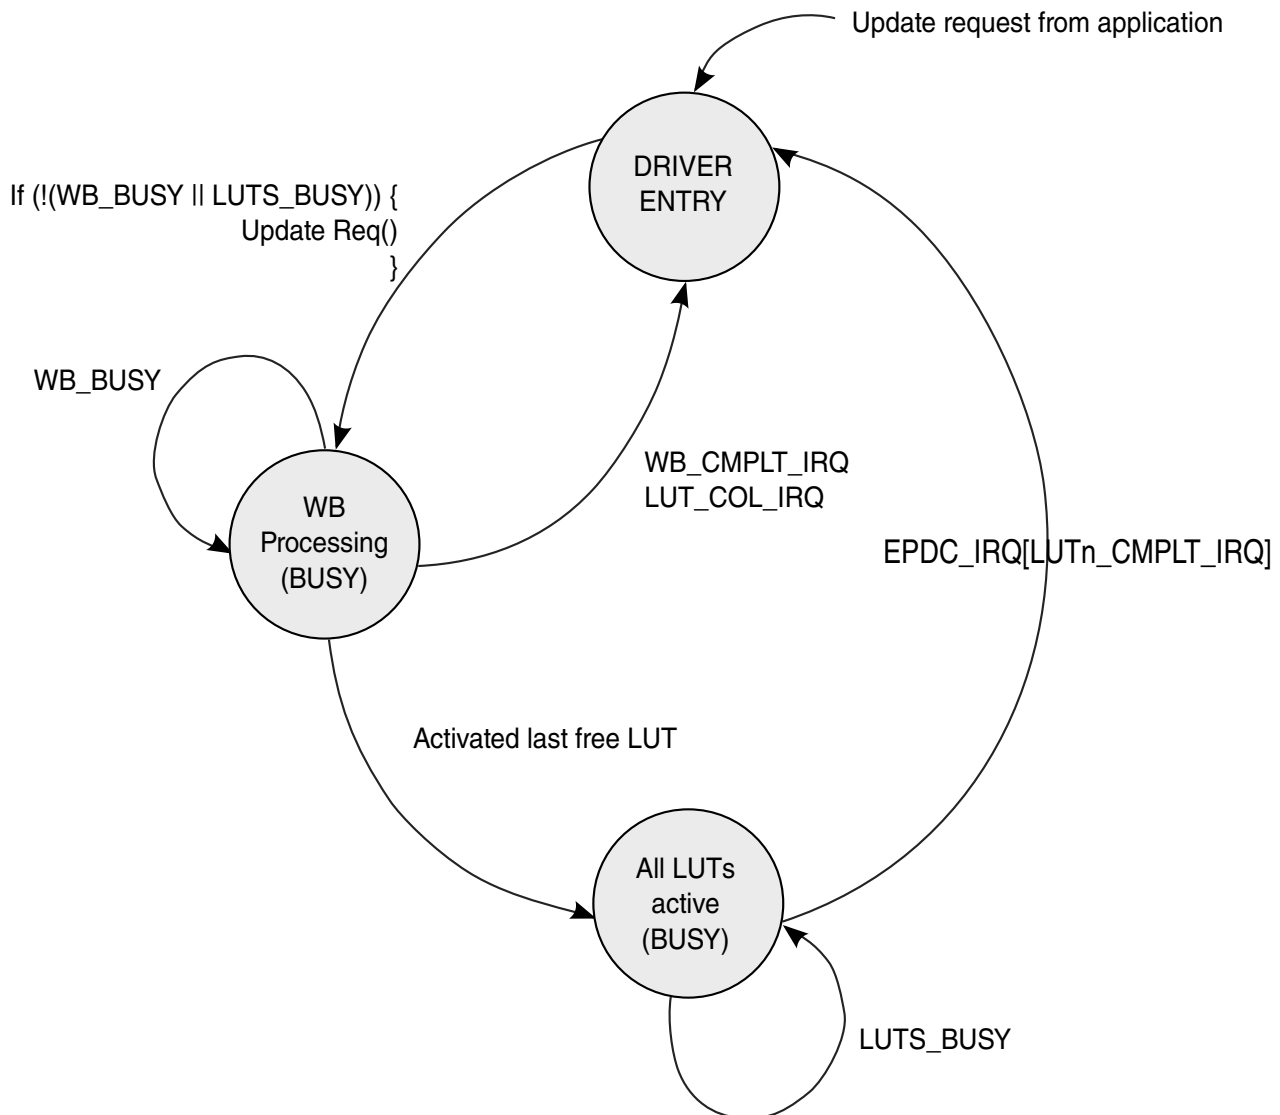 Update request from application
DRIVER
ENTRY
If (!(WB_BUSY || LUTS_BUSY)) {
Update Req()
}
WB_BUSY
WB_CMPLT_IRQ
LUT_COL_IRQ
WB
Processing
(BUSY)
EPDC_IRQ[LUTn_CMPLT_IRQ]
Activated last free LUT
All LUTs
active
(BUSY)
LUTS_BUSY